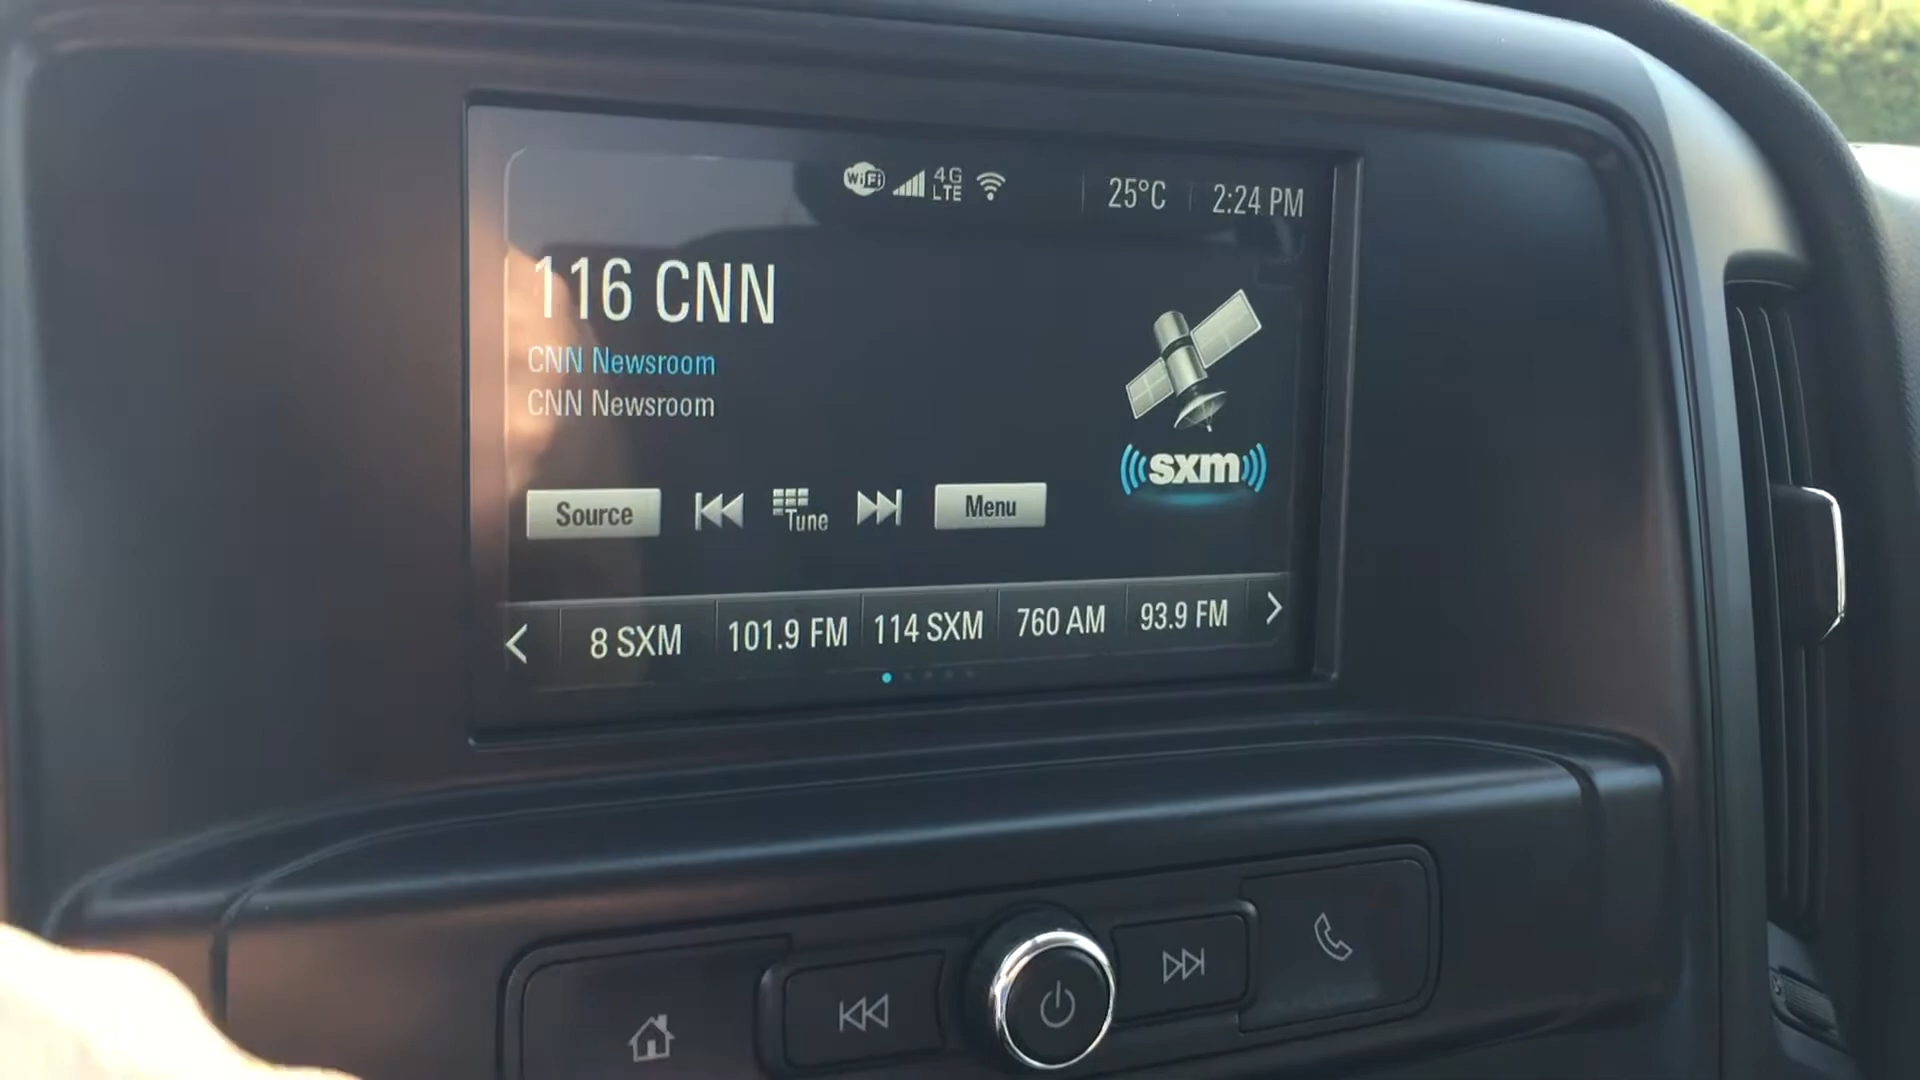 WiFi 4G LTE 25°C 2:24 PM
116 CNN
CNN Newsroom
CNN Newsroom
sxm
Source Tune Menu
8 SXM 101.9 FM 114 SXM 760 AM 93.9 FM